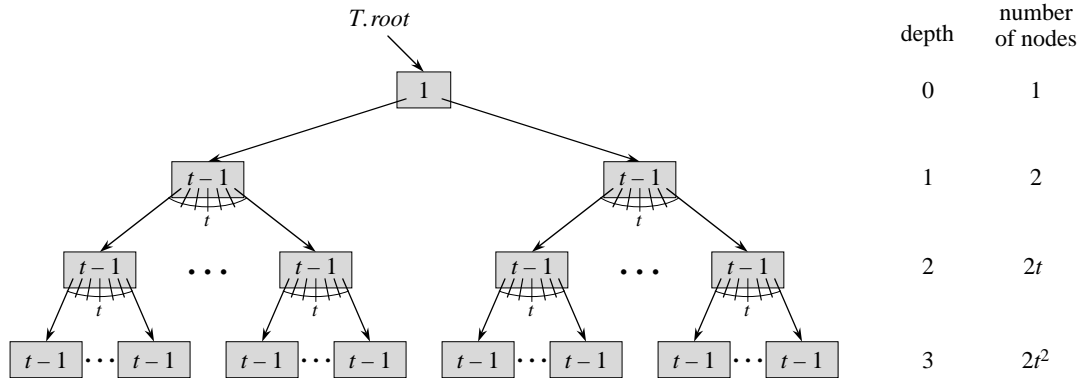 T.root
depth number of nodes
1 0 1
t – 1 t – 1 1 2
t t
t – 1 ... t – 1 t – 1 ... t – 1 2 2t
t t t t
t – 1 ... t – 1 t – 1 ... t – 1 t – 1 ... t – 1 t – 1 ... t – 1 3 2t²